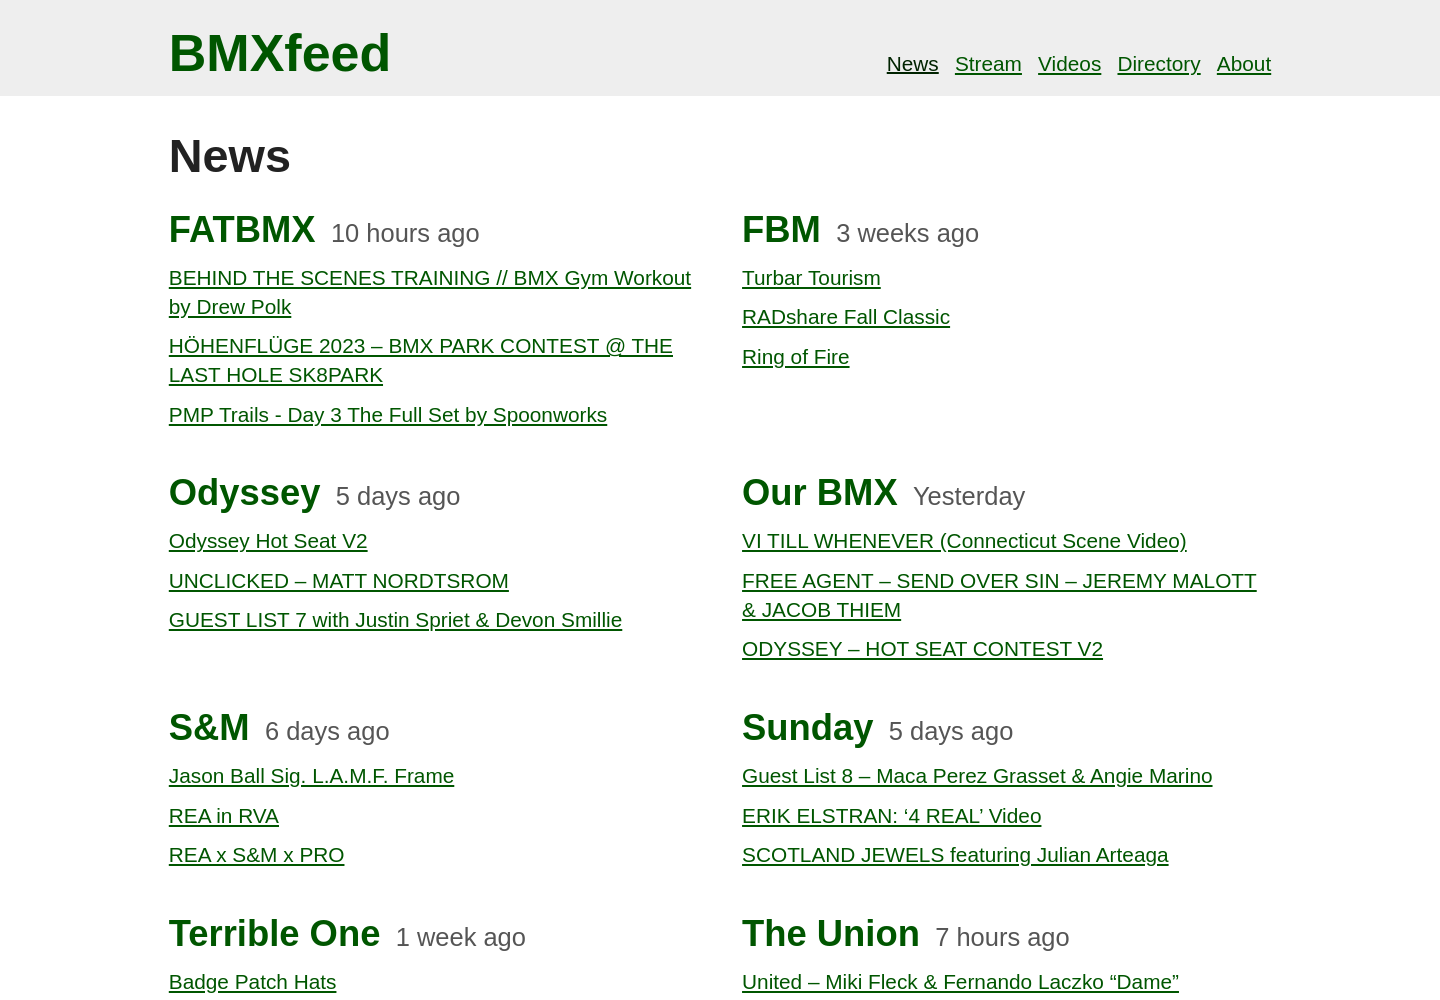 BMXfeed
News Stream Videos Directory About
News
FATBMX 10 hours ago
BEHIND THE SCENES TRAINING // BMX Gym Workout
by Drew Polk
HÖHENFLÜGE 2023 – BMX PARK CONTEST @ THE
LAST HOLE SK8PARK
PMP Trails - Day 3 The Full Set by Spoonworks
FBM 3 weeks ago
Turbar Tourism
RADshare Fall Classic
Ring of Fire
Odyssey 5 days ago
Odyssey Hot Seat V2
UNCLICKED – MATT NORDTSROM
GUEST LIST 7 with Justin Spriet & Devon Smillie
Our BMX Yesterday
VI TILL WHENEVER (Connecticut Scene Video)
FREE AGENT – SEND OVER SIN – JEREMY MALOTT
& JACOB THIEM
ODYSSEY – HOT SEAT CONTEST V2
S&M 6 days ago
Jason Ball Sig. L.A.M.F. Frame
REA in RVA
REA x S&M x PRO
Sunday 5 days ago
Guest List 8 – Maca Perez Grasset & Angie Marino
ERIK ELSTRAN: ‘4 REAL’ Video
SCOTLAND JEWELS featuring Julian Arteaga
Terrible One 1 week ago
Badge Patch Hats
The Union 7 hours ago
United – Miki Fleck & Fernando Laczko “Dame”